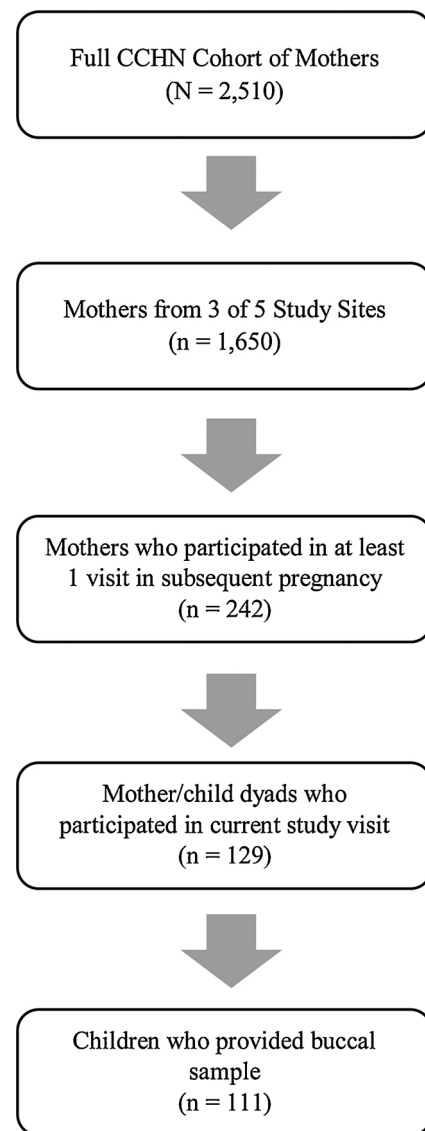 Full CCHN Cohort of Mothers
(N = 2,510)
Mothers from 3 of 5 Study Sites
(n = 1,650)
Mothers who participated in at least
1 visit in subsequent pregnancy
(n = 242)
Mother/child dyads who
participated in current study visit
(n = 129)
Children who provided buccal
sample
(n = 111)